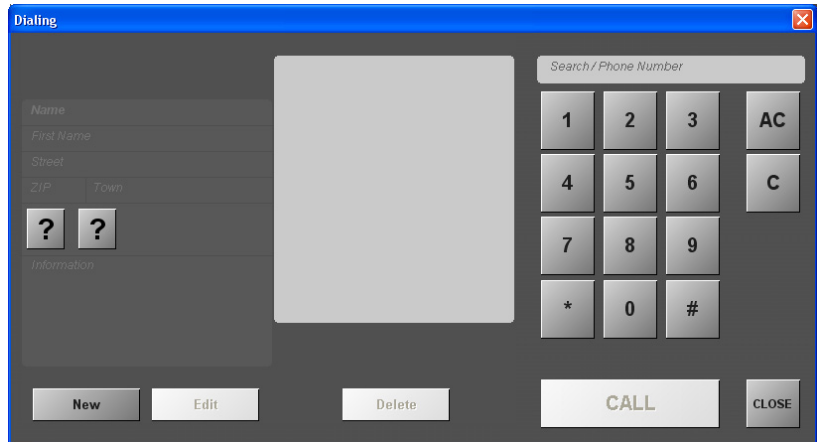 Dialing
Name
First Name
Street
ZIP Town
? ?
Information
New Edit Delete
Search / Phone Number
1 2 3 AC
4 5 6 C
7 8 9
* 0 #
CALL CLOSE